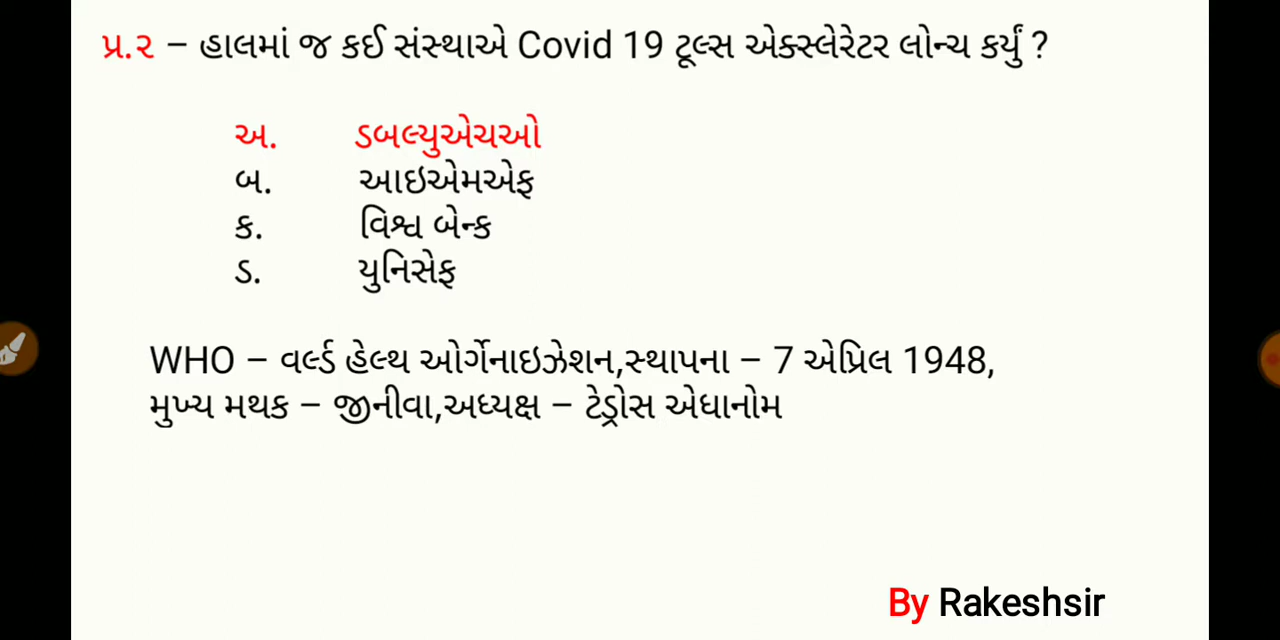 પ્ર.૨ – હાલમાં જ કઈ સંસ્થાએ Covid 19 ટૂલ્સ એક્સ્લેરેટર લોન્ચ કર્યું ?
અ. ડબલ્યુએચઓ
બ. આઇએમએફ
ક. વિશ્વ બેન્ક
ડ. યુનિસેફ
WHO – વર્લ્ડ હેલ્થ ઓર્ગેનાઇઝેશન,સ્થાપના – 7 એપ્રિલ 1948,
મુખ્ય મથક – જીનીવા,અધ્યક્ષ – ટેડ્રોસ એધાનોમ
By Rakeshsir